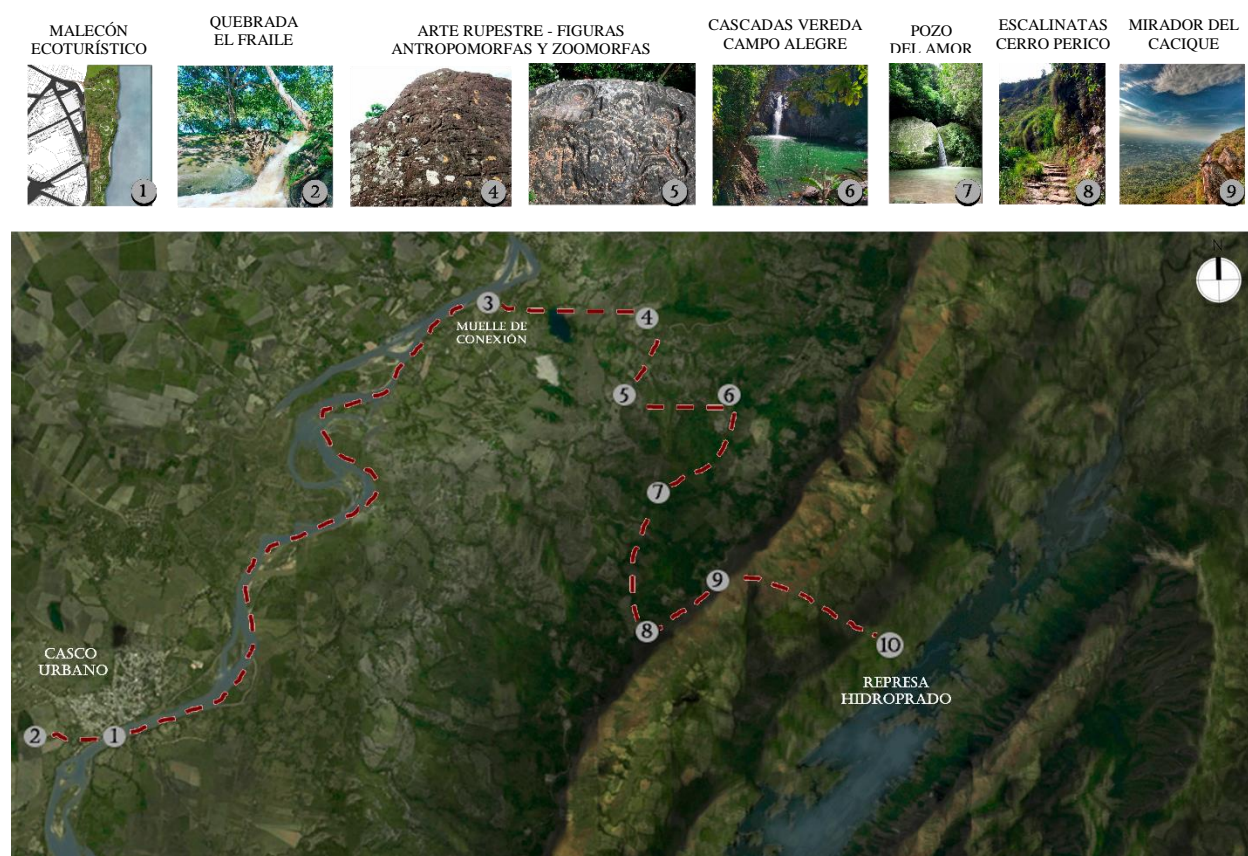 MALECÓN
ECOTURÍSTICO
QUEBRADA
EL FRAILE
ARTE RUPESTRE - FIGURAS
ANTROPOMORFAS Y ZOOMORFAS
CASCADAS VEREDA
CAMPO ALEGRE
POZO
DEL AMOR
ESCALINATAS
CERRO PERICO
MIRADOR DEL
CACIQUE
1
2
4
5
6
7
8
9
N
3
MUELLE DE
CONEXIÓN
4
5
6
7
9
8
10
REPRESA
HIDROPRADO
CASCO
URBANO
2
1